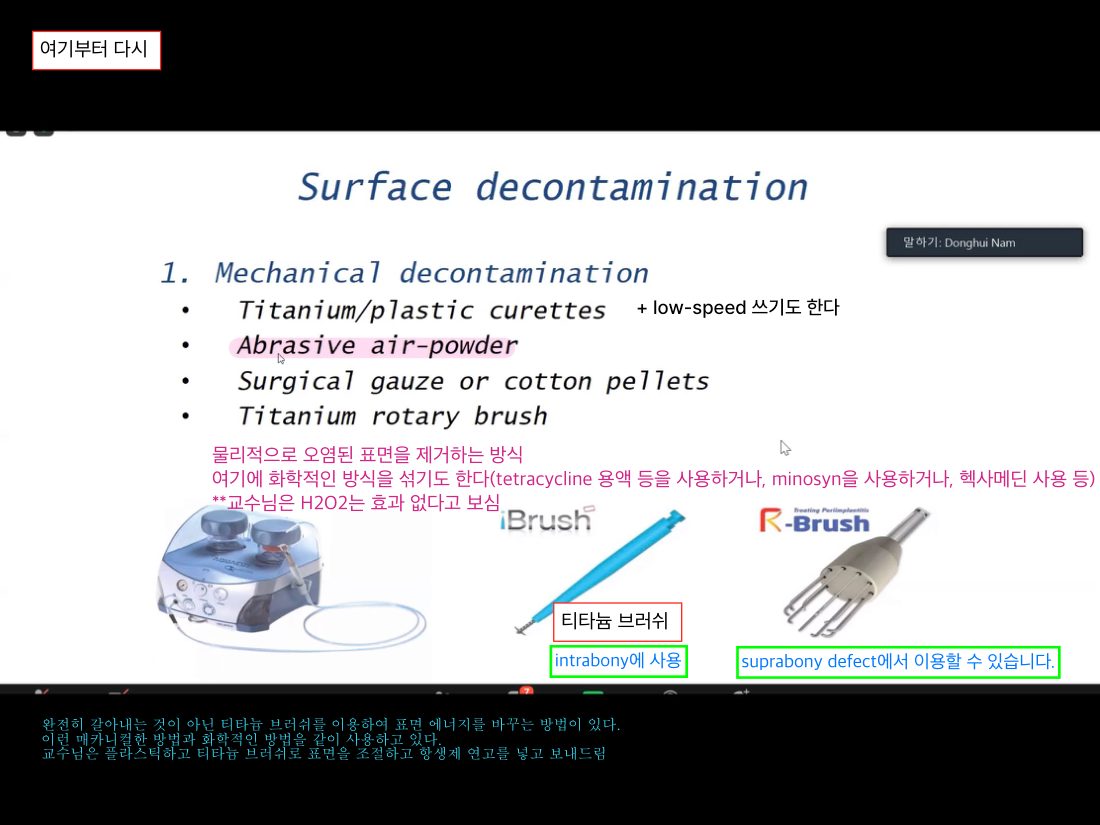 여기부터 다시
Surface decontamination
말하기: Donghui Nam
1. Mechanical decontamination
• Titanium/plastic curettes + low-speed 쓰기도 한다
• Abrasive air-powder
• Surgical gauze or cotton pellets
• Titanium rotary brush
물리적으로 오염된 표면을 제거하는 방식
여기에 화학적인 방식을 섞기도 한다(tetracycline 용액 등을 사용하거나, minosyn을 사용하거나, 헥사메딘 사용 등)
**교수님은 H2O2는 효과 없다고 보심
iBrush
Treating Periimplantitis
R-Brush
티타늄 브러쉬
intrabony에 사용
suprabony defect에서 이용할 수 있습니다.
7
완전히 갈아내는 것이 아닌 티타늄 브러쉬를 이용하여 표면 에너지를 바꾸는 방법이 있다.
이런 매카니컬한 방법과 화학적인 방법을 같이 사용하고 있다.
교수님은 플라스틱하고 티타늄 브러쉬로 표면을 조절하고 항생제 연고를 넣고 보내드림